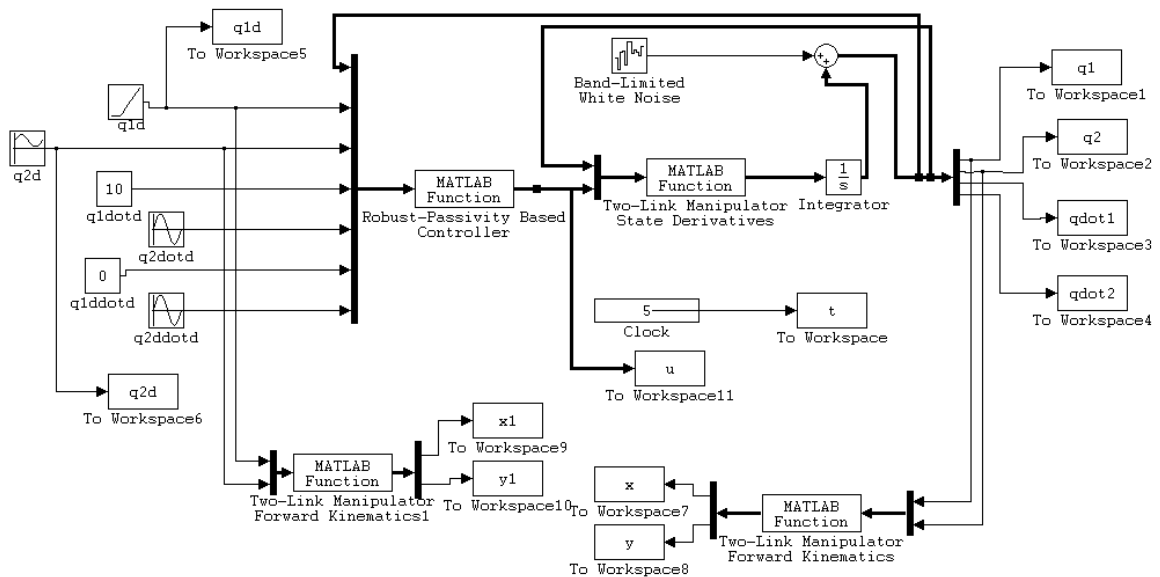 q1d
To Workspace5
q1d
q2d
10
q1dotd
q2dotd
0
q1ddotd
q2ddotd
q2d
To Workspace6
MATLAB
Function
Robust-Passivity Based
Controller
Band-Limited
White Noise
+
+
MATLAB
Function
Two-Link Manipulator
State Derivatives
1
s
Integrator
q1
To Workspace1
q2
To Workspace2
qdot1
To Workspace3
qdot2
To Workspace4
5
Clock
t
To Workspace
u
To Workspace11
x1
To Workspace9
MATLAB
Function
Two-Link Manipulator
Forward Kinematics1
y1
To Workspace10
x
To Workspace7
y
To Workspace8
MATLAB
Function
Two-Link Manipulator
Forward Kinematics